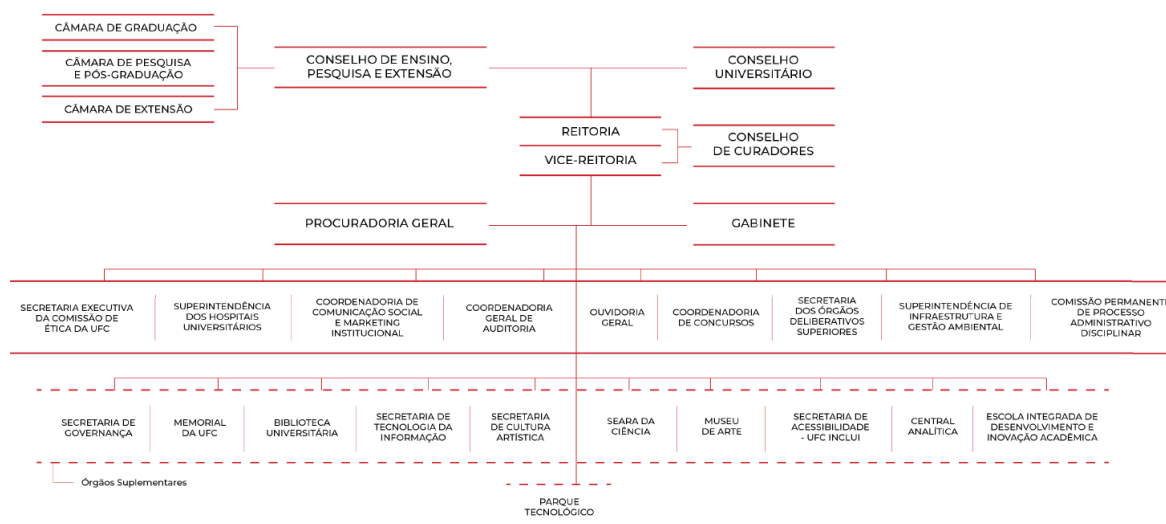 CÂMARA DE GRADUAÇÃO
CÂMARA DE PESQUISA
E PÓS-GRADUAÇÃO
CÂMARA DE EXTENSÃO
CONSELHO DE ENSINO,
PESQUISA E EXTENSÃO
CONSELHO
UNIVERSITÁRIO
REITORIA
VICE-REITORIA
CONSELHO
DE CURADORES
PROCURADORIA GERAL
GABINETE
SECRETARIA EXECUTIVA
DA COMISSÃO DE
ÉTICA DA UFC
SUPERINTENDÊNCIA
DOS HOSPITAIS
UNIVERSITÁRIOS
COORDENADORIA DE
COMUNICAÇÃO SOCIAL
E MARKETING
INSTITUCIONAL
COORDENADORIA
GERAL DE
AUDITORIA
OUVIDORIA
GERAL
COORDENADORIA
DE CONCURSOS
SECRETARIA
DOS ÓRGÃOS
DELIBERATIVOS
SUPERIORES
SUPERINTENDÊNCIA DE
INFRAESTRUTURA E
GESTÃO AMBIENTAL
COMISSÃO PERMANENTE
DE PROCESSO
ADMINISTRATIVO
DISCIPLINAR
SECRETARIA DE
GOVERNANÇA
MEMORIAL
DA UFC
BIBLIOTECA
UNIVERSITÁRIA
SECRETARIA DE
TECNOLOGIA DA
INFORMAÇÃO
SECRETARIA
DE CULTURA
ARTÍSTICA
SEARA DA
CIÊNCIA
MUSEU
DE ARTE
SECRETARIA DE
ACESSIBILIDADE
- UFC INCLUI
CENTRAL
ANALÍTICA
ESCOLA INTEGRADA DE
DESENVOLVIMENTO E
INOVAÇÃO ACADÊMICA
Órgãos Suplementares
PARQUE
TECNOLÓGICO